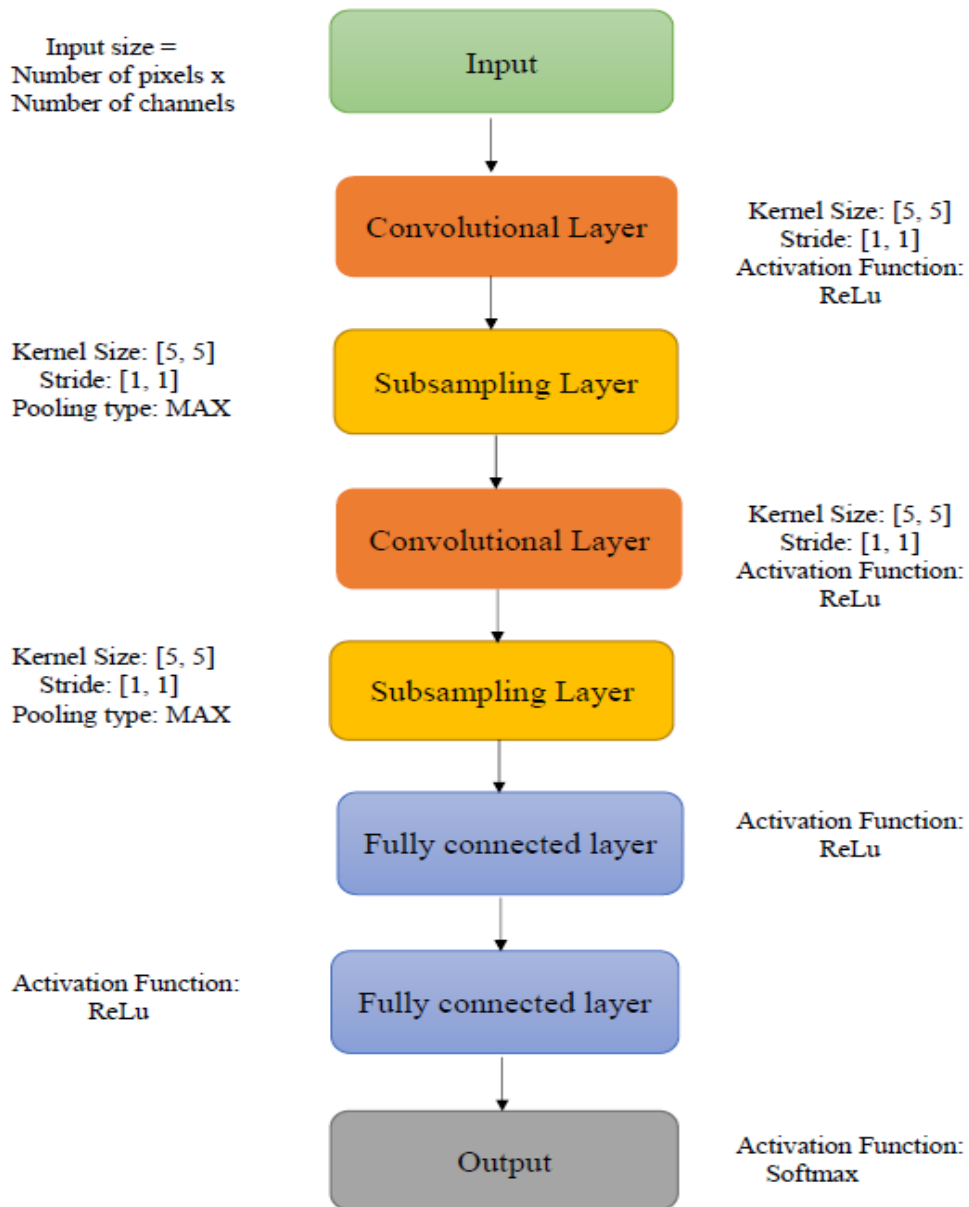 Input size =
Number of pixels x
Number of channels
Input
Convolutional Layer
Kernel Size: [5, 5]
Stride: [1, 1]
Activation Function:
ReLu
Kernel Size: [5, 5]
Stride: [1, 1]
Pooling type: MAX
Subsampling Layer
Convolutional Layer
Kernel Size: [5, 5]
Stride: [1, 1]
Activation Function:
ReLu
Kernel Size: [5, 5]
Stride: [1, 1]
Pooling type: MAX
Subsampling Layer
Fully connected layer
Activation Function:
ReLu
Activation Function:
ReLu
Fully connected layer
Output
Activation Function:
Softmax